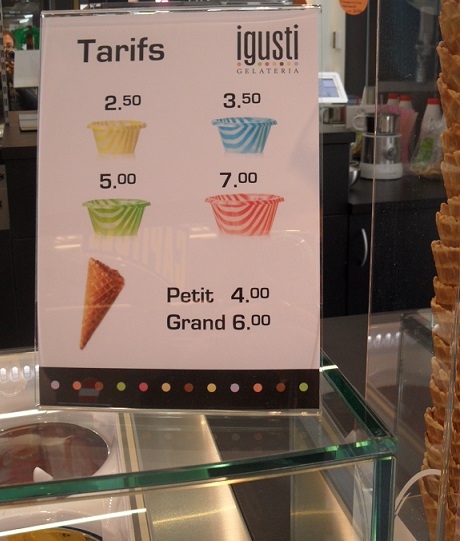 Tarifs
igusti
GELATERIA
2.50 3.50
5.00 7.00
Petit 4.00
Grand 6.00